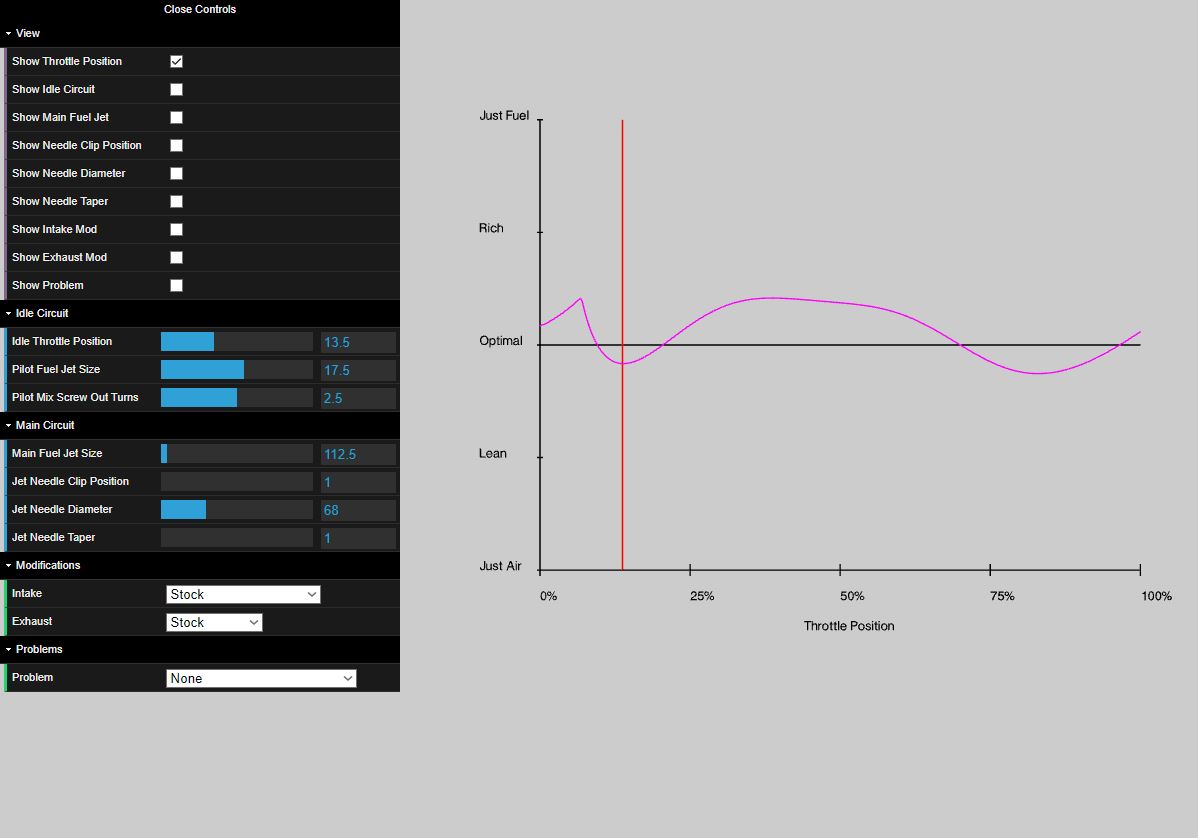 Close Controls
View
Show Throttle Position
Show Idle Circuit
Show Main Fuel Jet
Show Needle Clip Position
Show Needle Diameter
Show Needle Taper
Show Intake Mod
Show Exhaust Mod
Show Problem
Idle Circuit
Idle Throttle Position 13.5
Pilot Fuel Jet Size 17.5
Pilot Mix Screw Out Turns 2.5
Main Circuit
Main Fuel Jet Size 112.5
Jet Needle Clip Position 1
Jet Needle Diameter 68
Jet Needle Taper 1
Modifications
Intake Stock
Exhaust Stock
Problems
Problem None
Just Fuel
Rich
Optimal
Lean
Just Air
0% 25% 50% 75% 100%
Throttle Position